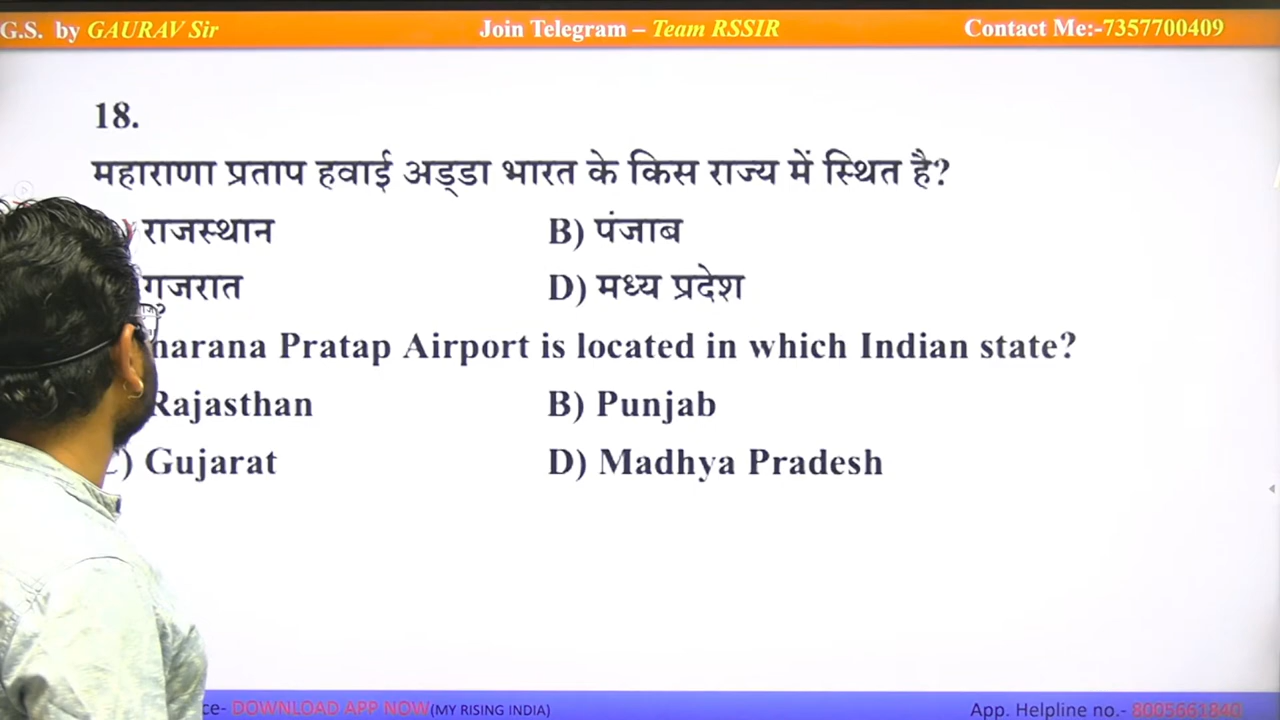 G.S. by GAURAV Sir
Join Telegram – Team RSSIR
Contact Me:-7357700409
18.
महाराणा प्रताप हवाई अड्डा भारत के किस राज्य में स्थित है?
राजस्थान B) पंजाब
गुजरात D) मध्य प्रदेश
Pratap Airport is located in which Indian state?
Rajasthan B) Punjab
C) Gujarat D) Madhya Pradesh
DOWNLOAD APP NOW(MY RISING INDIA)
App. Helpline no.- 8005661840